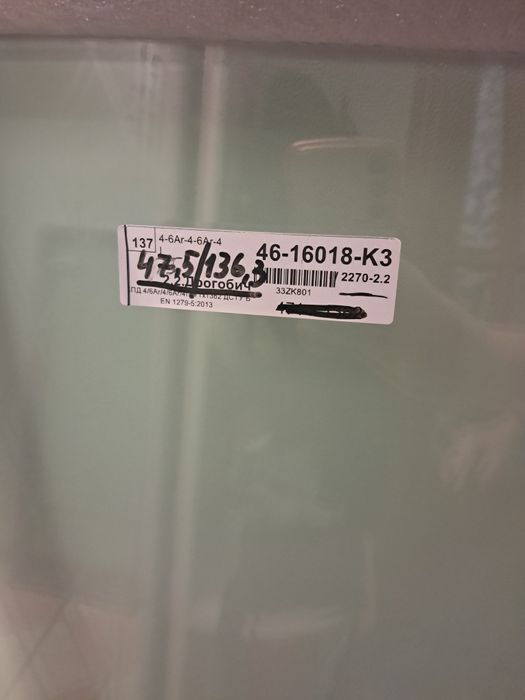 137 4-6Ar-4-6Ar-4
46-16018-K3
47,5/136,3
2270-2.2
Дрогобич
33ZK801
ДСТУ Б
EN 1279-5:2013